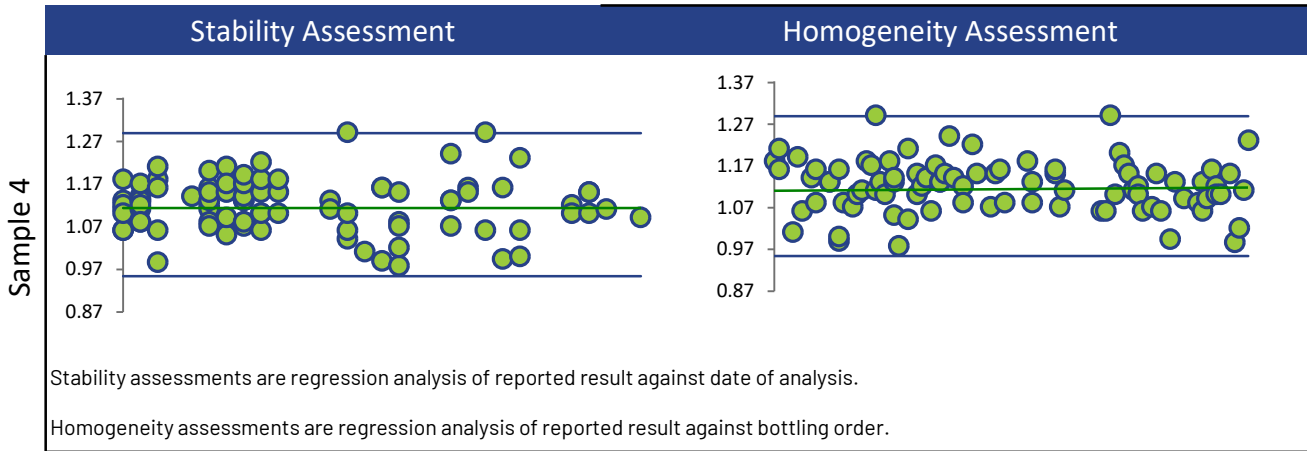 Stability Assessment
Homogeneity Assessment
Sample 4
1.37
1.27
1.17
1.07
0.97
0.87
1.37
1.27
1.17
1.07
0.97
0.87
Stability assessments are regression analysis of reported result against date of analysis.
Homogeneity assessments are regression analysis of reported result against bottling order.